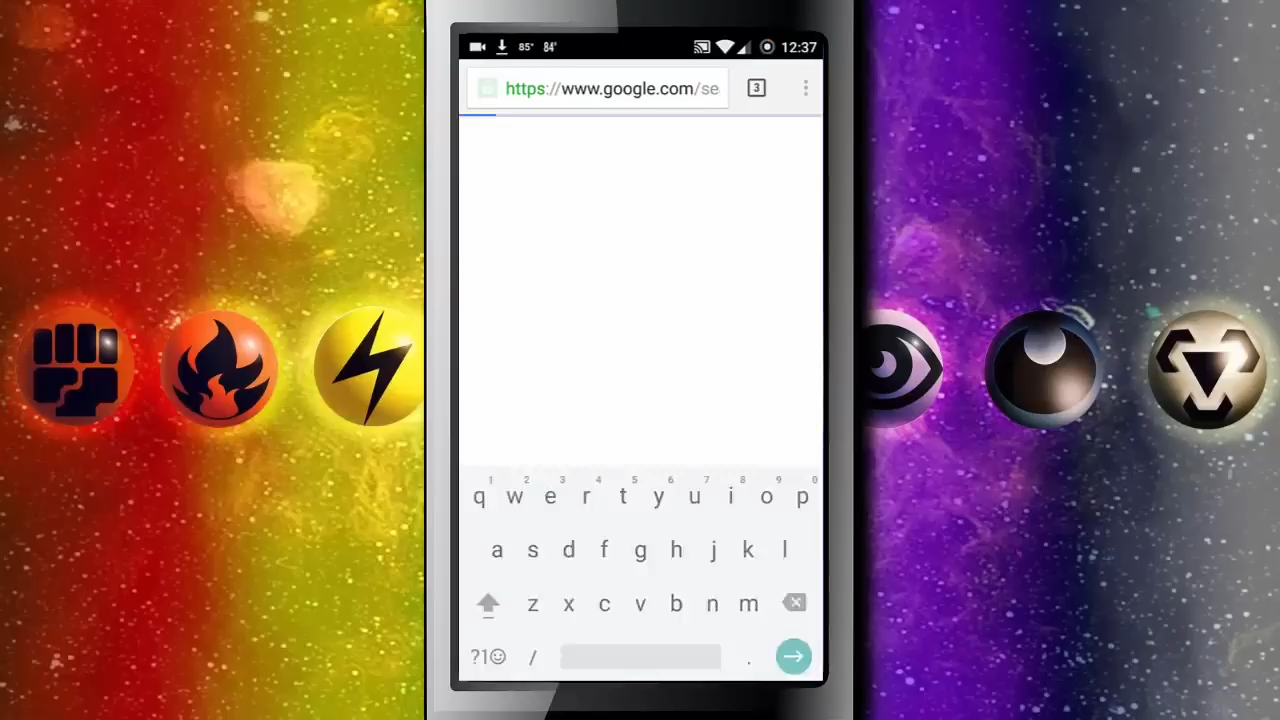 85° 84° 12:37
https://www.google.com/se 3
1 2 3 4 5 6 7 8 9 0
q w e r t y u i o p
a s d f g h j k l
z x c v b n m
?1☺ / .